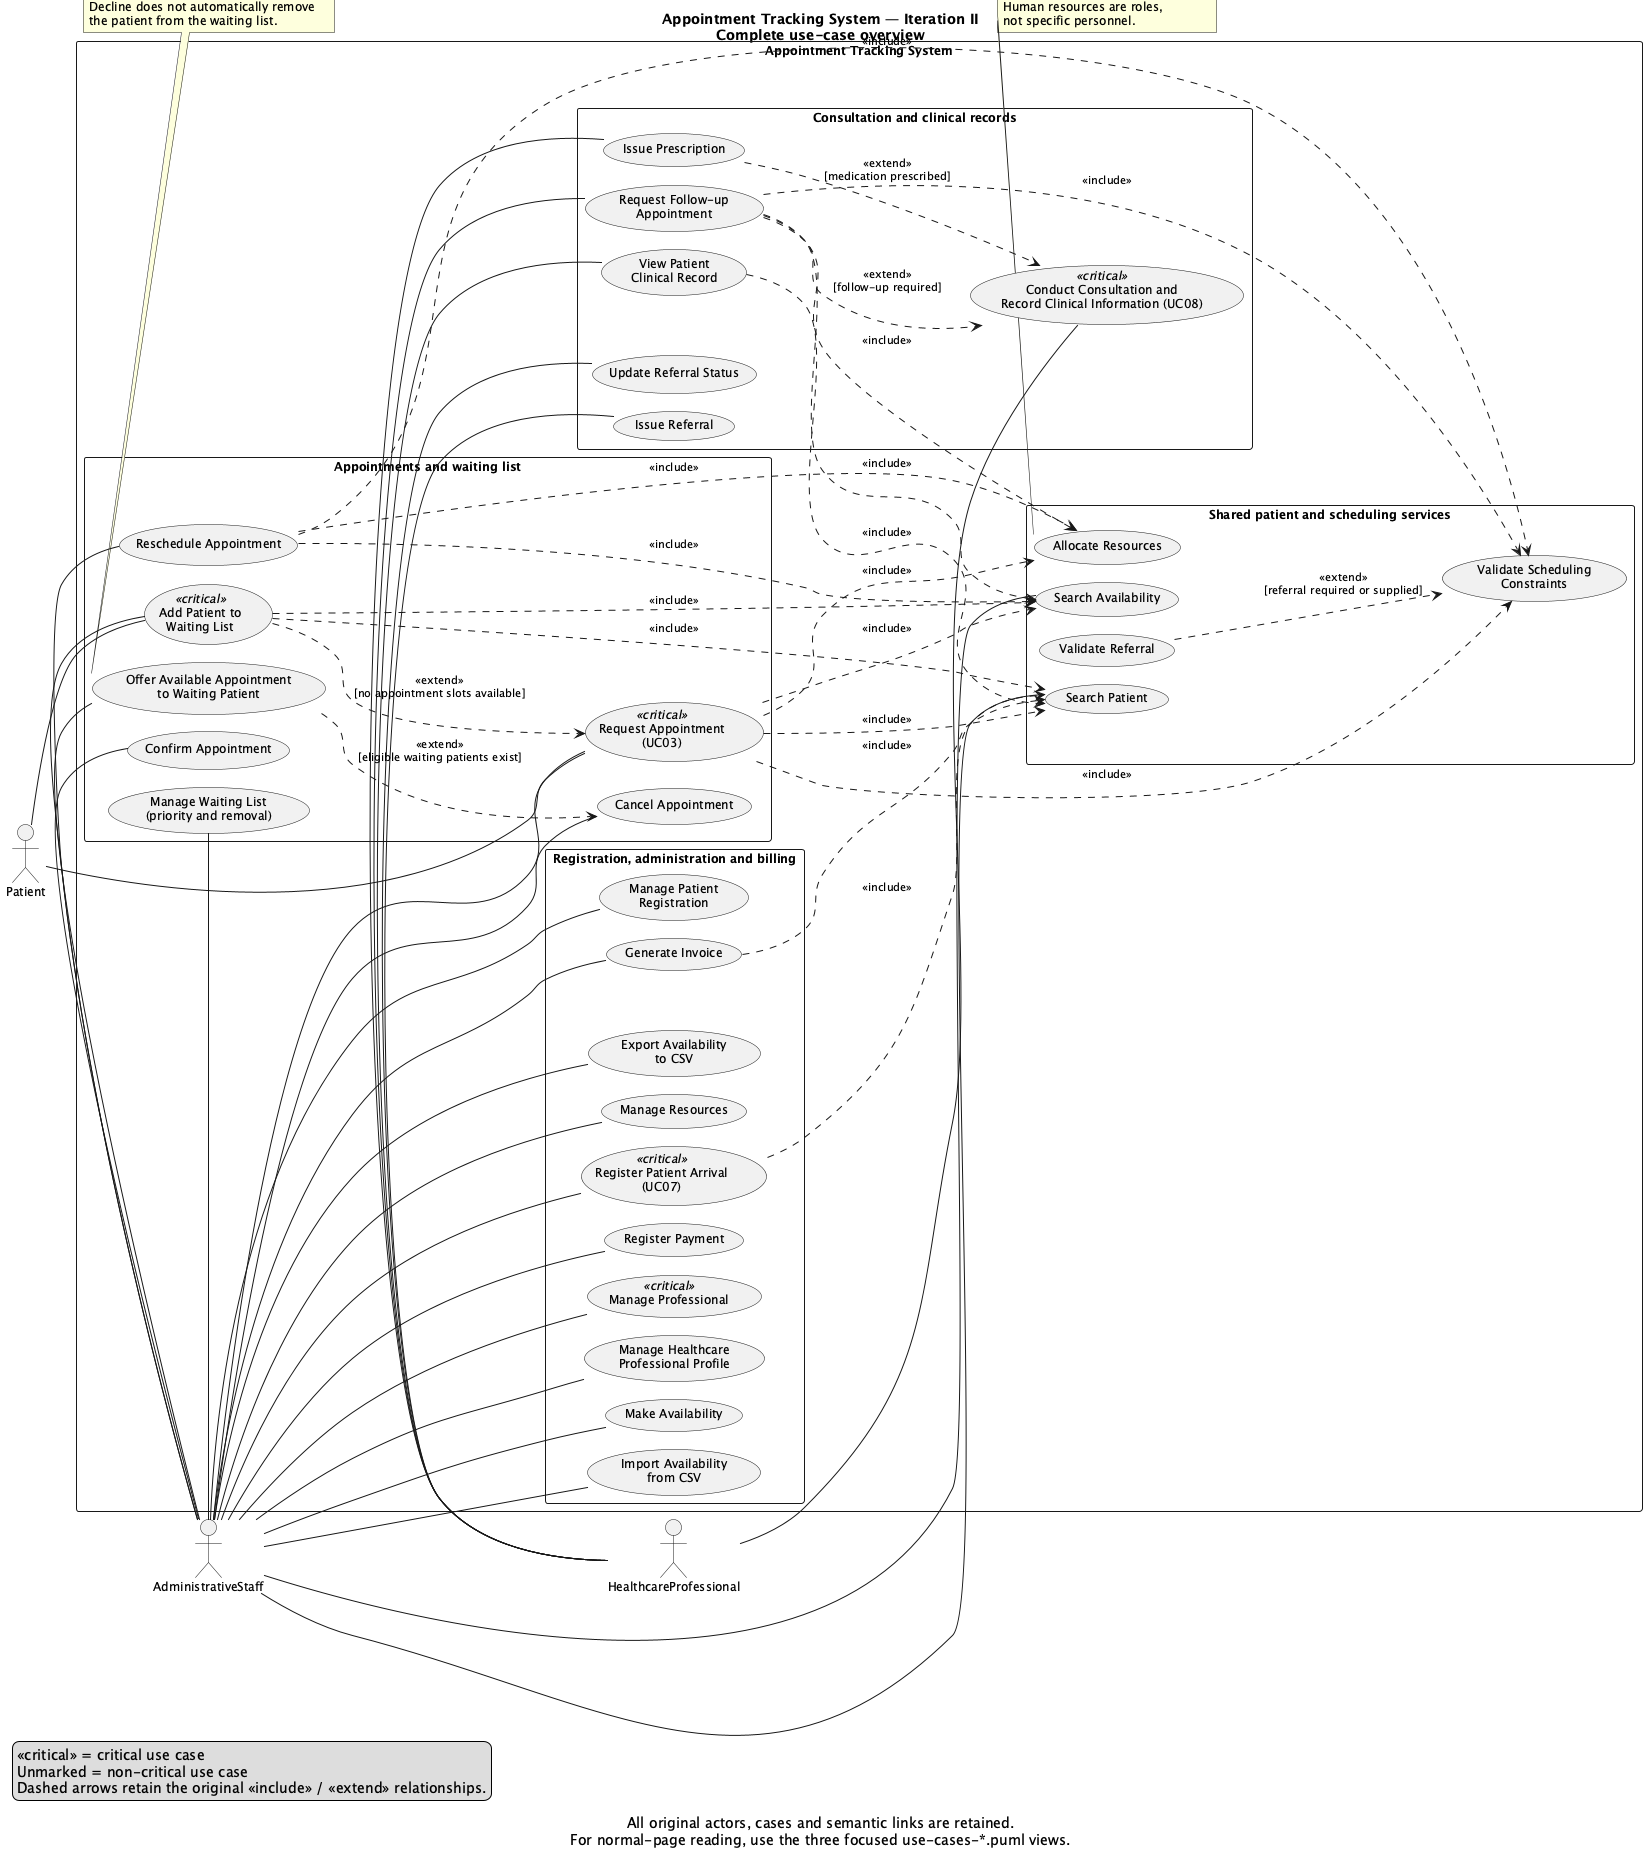 Decline does not automatically remove
the patient from the waiting list.
Human resources are roles,
not specific personnel.
Appointment Tracking System — Iteration II
Complete use-case overview
«include»
Appointment Tracking System
Consultation and clinical records
Issue Prescription
«extend»
[medication prescribed]
«include»
Request Follow-up
Appointment
View Patient
Clinical Record
«extend»
[follow-up required]
«critical»
Conduct Consultation and
Record Clinical Information (UC08)
«include»
Update Referral Status
Issue Referral
Appointments and waiting list
«include»
«include»
Shared patient and scheduling services
Reschedule Appointment
«include»
«include»
Allocate Resources
«include»
Validate Scheduling
Constraints
«extend»
[referral required or supplied]
«critical»
Add Patient to
Waiting List
«include»
«include»
Search Availability
«include»
Validate Referral
Offer Available Appointment
to Waiting Patient
«extend»
[no appointment slots available]
Search Patient
«critical»
Request Appointment
(UC03)
«include»
«include»
Confirm Appointment
«extend»
[eligible waiting patients exist]
«include»
Manage Waiting List
(priority and removal)
Cancel Appointment
Patient
Registration, administration and billing
Manage Patient
Registration
«include»
Generate Invoice
Export Availability
to CSV
Manage Resources
«critical»
Register Patient Arrival
(UC07)
Register Payment
«critical»
Manage Professional
Manage Healthcare
Professional Profile
Make Availability
Import Availability
from CSV
AdministrativeStaff
HealthcareProfessional
«critical» = critical use case
Unmarked = non-critical use case
Dashed arrows retain the original «include» / «extend» relationships.
All original actors, cases and semantic links are retained.
For normal-page reading, use the three focused use-cases-*.puml views.